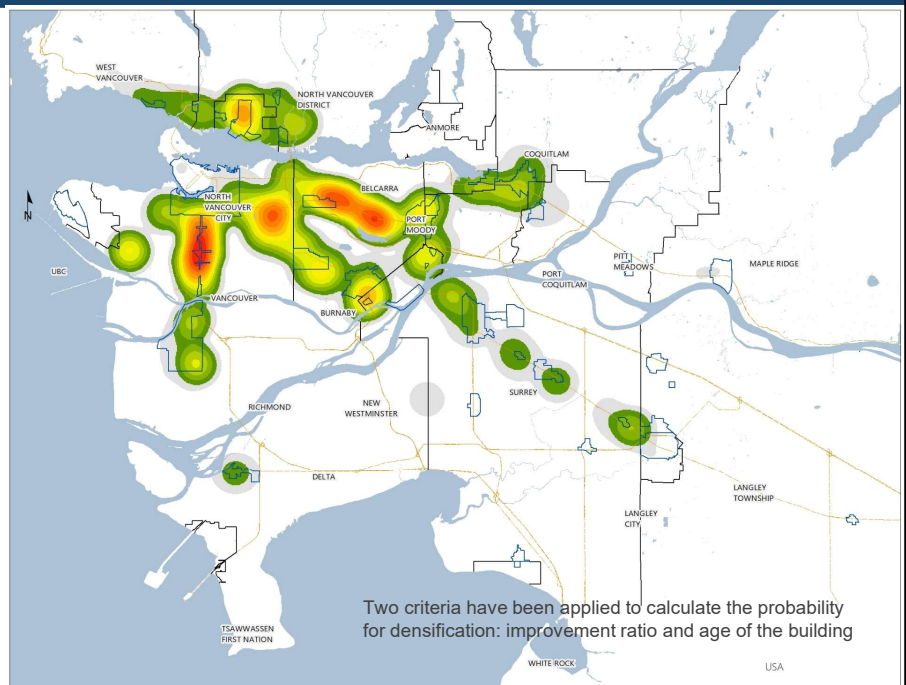 WEST
VANCOUVER
NORTH VANCOUVER
DISTRICT
ANMORE
COQUITLAM
BELCARRA
N
NORTH
VANCOUVER
CITY
PORT
MOODY
UBC
PITT
MEADOWS
MAPLE RIDGE
PORT
COQUITLAM
VANCOUVER
BURNABY
SURREY
RICHMOND
NEW
WESTMINSTER
DELTA
LANGLEY
TOWNSHIP
LANGLEY
CITY
Two criteria have been applied to calculate the probability
for densification: improvement ratio and age of the building
TSAWWASSEN
FIRST NATION
WHITE ROCK
USA